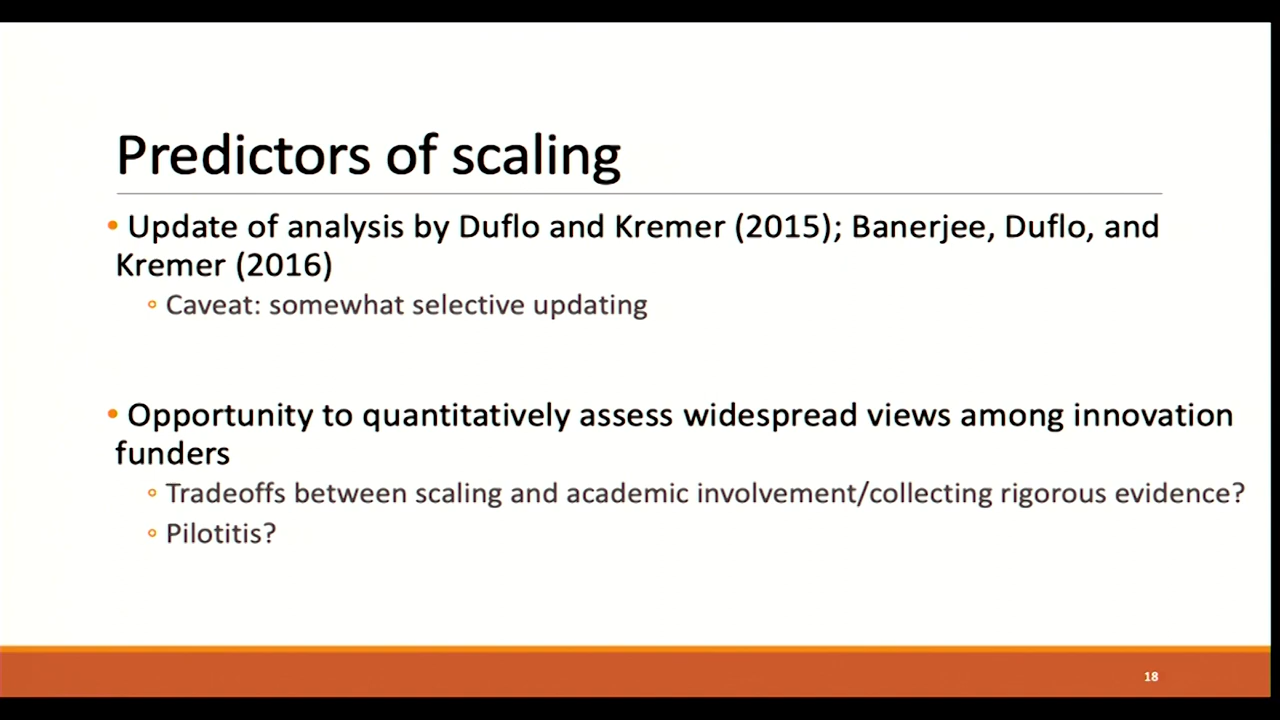 Predictors of scaling
• Update of analysis by Duflo and Kremer (2015); Banerjee, Duflo, and
Kremer (2016)
◦ Caveat: somewhat selective updating
• Opportunity to quantitatively assess widespread views among innovation
funders
◦ Tradeoffs between scaling and academic involvement/collecting rigorous evidence?
◦ Pilotitis?
18